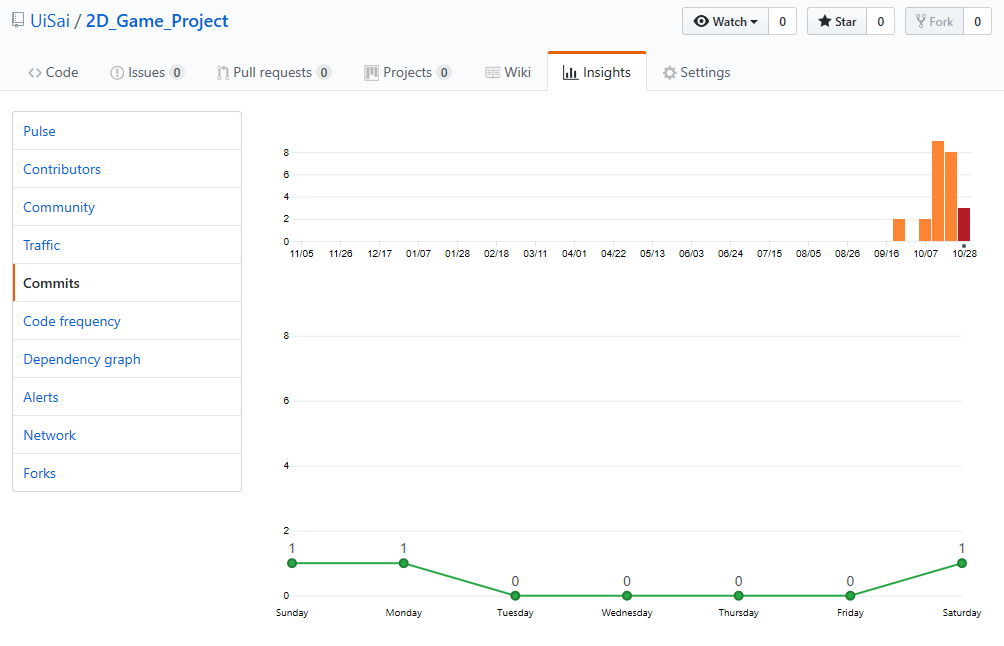 UiSai / 2D_Game_Project
Watch 0 Star 0 Fork 0
Code Issues 0 Pull requests 0 Projects 0 Wiki Insights Settings
Pulse
Contributors
Community
Traffic
Commits
Code frequency
Dependency graph
Alerts
Network
Forks
8
6
4
2
0
11/05 11/26 12/17 01/07 01/28 02/18 03/11 04/01 04/22 05/13 06/03 06/24 07/15 08/05 08/26 09/16 10/07 10/28
8
6
4
2
1 1 0 0 0 0 1
0
Sunday Monday Tuesday Wednesday Thursday Friday Saturday